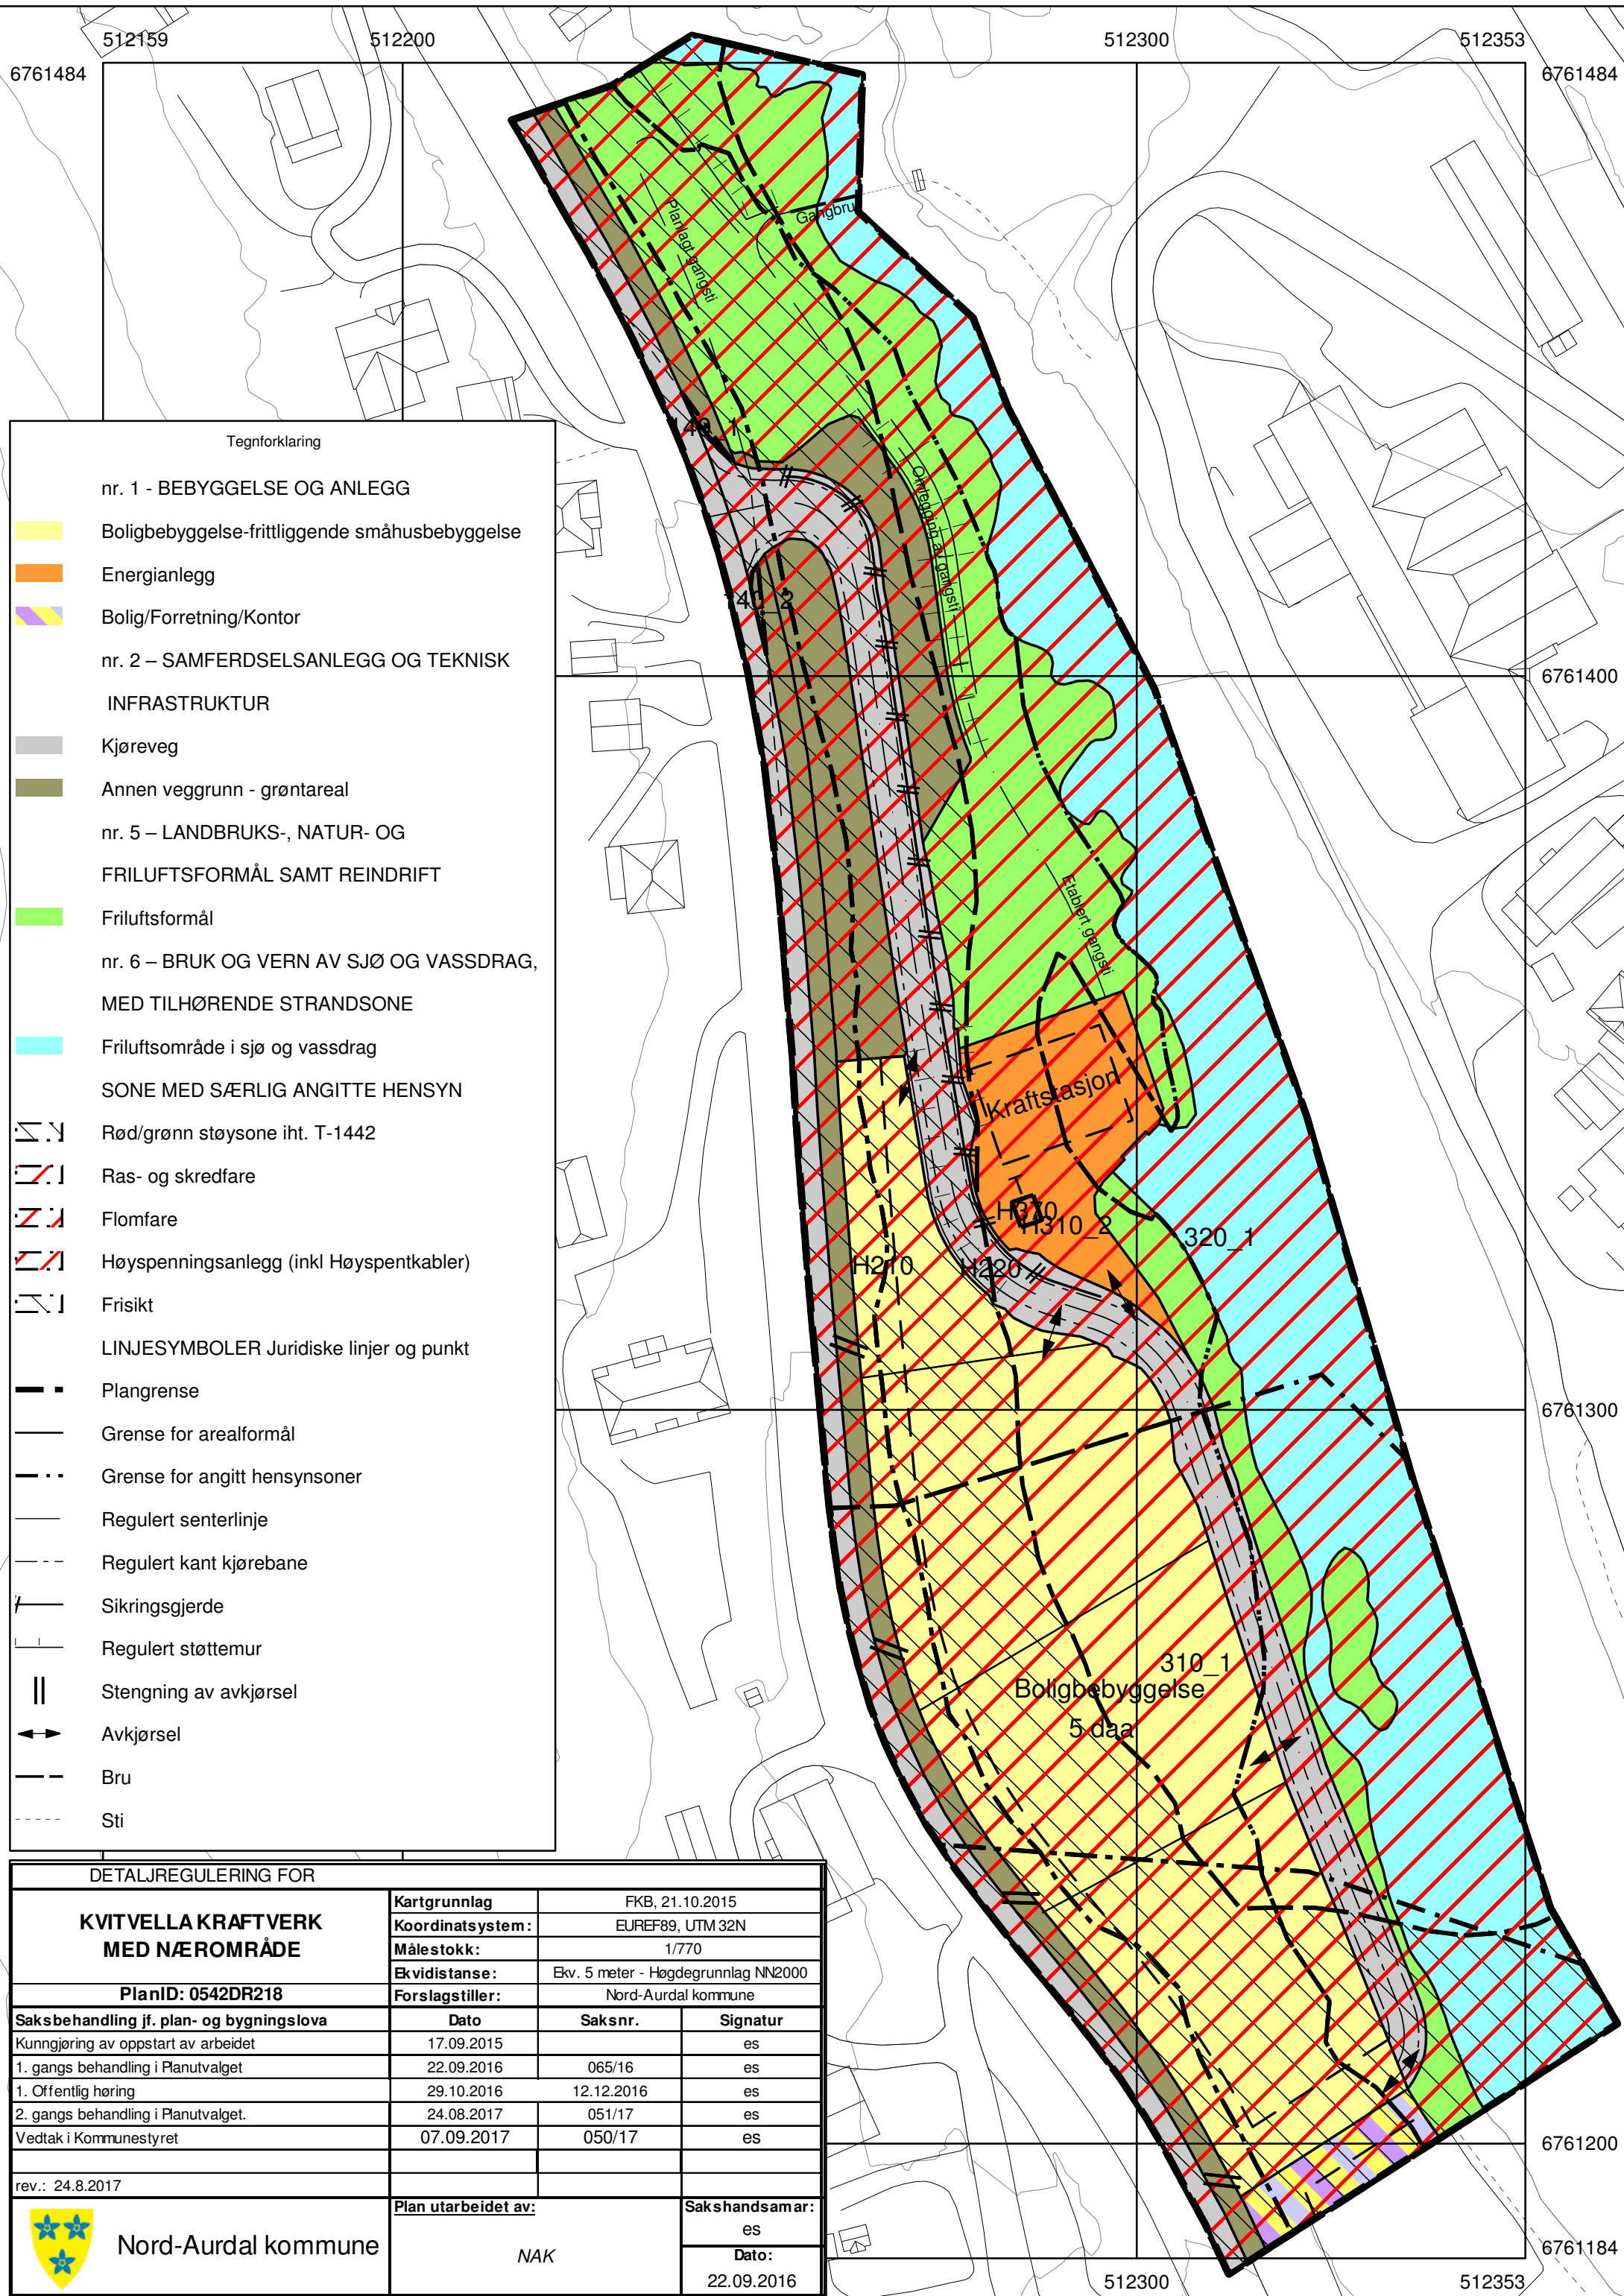 512159
512200
512300
512353
6761484
6761484
Gangbru
Planlagt gangsti
Omlegging av gangsti
6761400
Etablert gangsti
Kraftstasjon
H370
H310_2
320_1
H210
H220
6761300
310_1
Boligbebyggelse
5 daa
6761200
6761184
512300
512353
Tegnforklaring
nr. 1 - BEBYGGELSE OG ANLEGG
Boligbebyggelse-frittliggende småhusbebyggelse
Energianlegg
Bolig/Forretning/Kontor
nr. 2 – SAMFERDSELSANLEGG OG TEKNISK
INFRASTRUKTUR
Kjøreveg
Annen veggrunn - grøntareal
nr. 5 – LANDBRUKS-, NATUR- OG
FRILUFTSFORMÅL SAMT REINDRIFT
Friluftsformål
nr. 6 – BRUK OG VERN AV SJØ OG VASSDRAG,
MED TILHØRENDE STRANDSONE
Friluftsområde i sjø og vassdrag
SONE MED SÆRLIG ANGITTE HENSYN
Rød/grønn støysone iht. T-1442
Ras- og skredfare
Flomfare
Høyspenningsanlegg (inkl Høyspentkabler)
Frisikt
LINJESYMBOLER Juridiske linjer og punkt
Plangrense
Grense for arealformål
Grense for angitt hensynsoner
Regulert senterlinje
Regulert kant kjørebane
Sikringsgjerde
Regulert støttemur
Stengning av avkjørsel
Avkjørsel
Bru
Sti
DETALJREGULERING FOR
KVITVELLA KRAFTVERK
MED NÆROMRÅDE
PlanID: 0542DR218
Kartgrunnlag FKB, 21.10.2015
Koordinatsystem: EUREF89, UTM 32N
Målestokk: 1/770
Ekvidistanse: Ekv. 5 meter - Høgdegrunnlag NN2000
Forslagstiller: Nord-Aurdal kommune
Saksbehandling jf. plan- og bygningslova Dato Saksnr. Signatur
Kunngjøring av oppstart av arbeidet 17.09.2015 es
1. gangs behandling i Planutvalget 22.09.2016 065/16 es
1. Offentlig høring 29.10.2016 12.12.2016 es
2. gangs behandling i Planutvalget. 24.08.2017 051/17 es
Vedtak i Kommunestyret 07.09.2017 050/17 es
rev.: 24.8.2017
Nord-Aurdal kommune
Plan utarbeidet av:
NAK
Sakshandsamar:
es
Dato:
22.09.2016